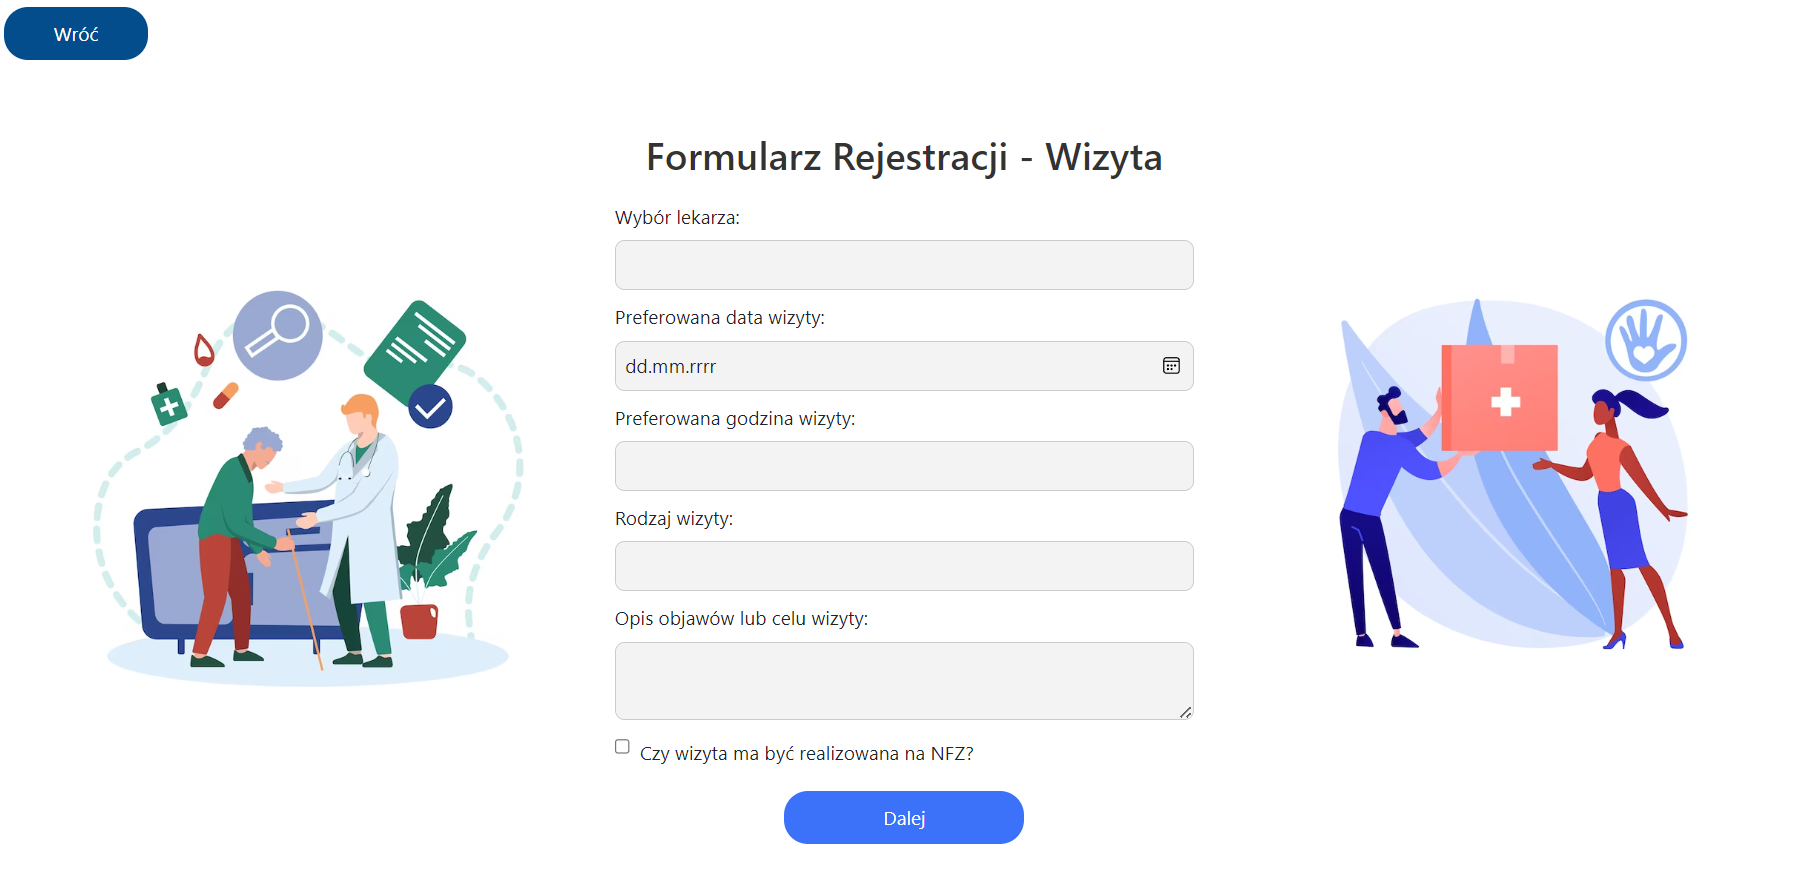 Wróć
Formularz Rejestracji - Wizyta
Wybór lekarza:
Preferowana data wizyty:
dd.mm.rrrr
Preferowana godzina wizyty:
Rodzaj wizyty:
Opis objawów lub celu wizyty:
Czy wizyta ma być realizowana na NFZ?
Dalej